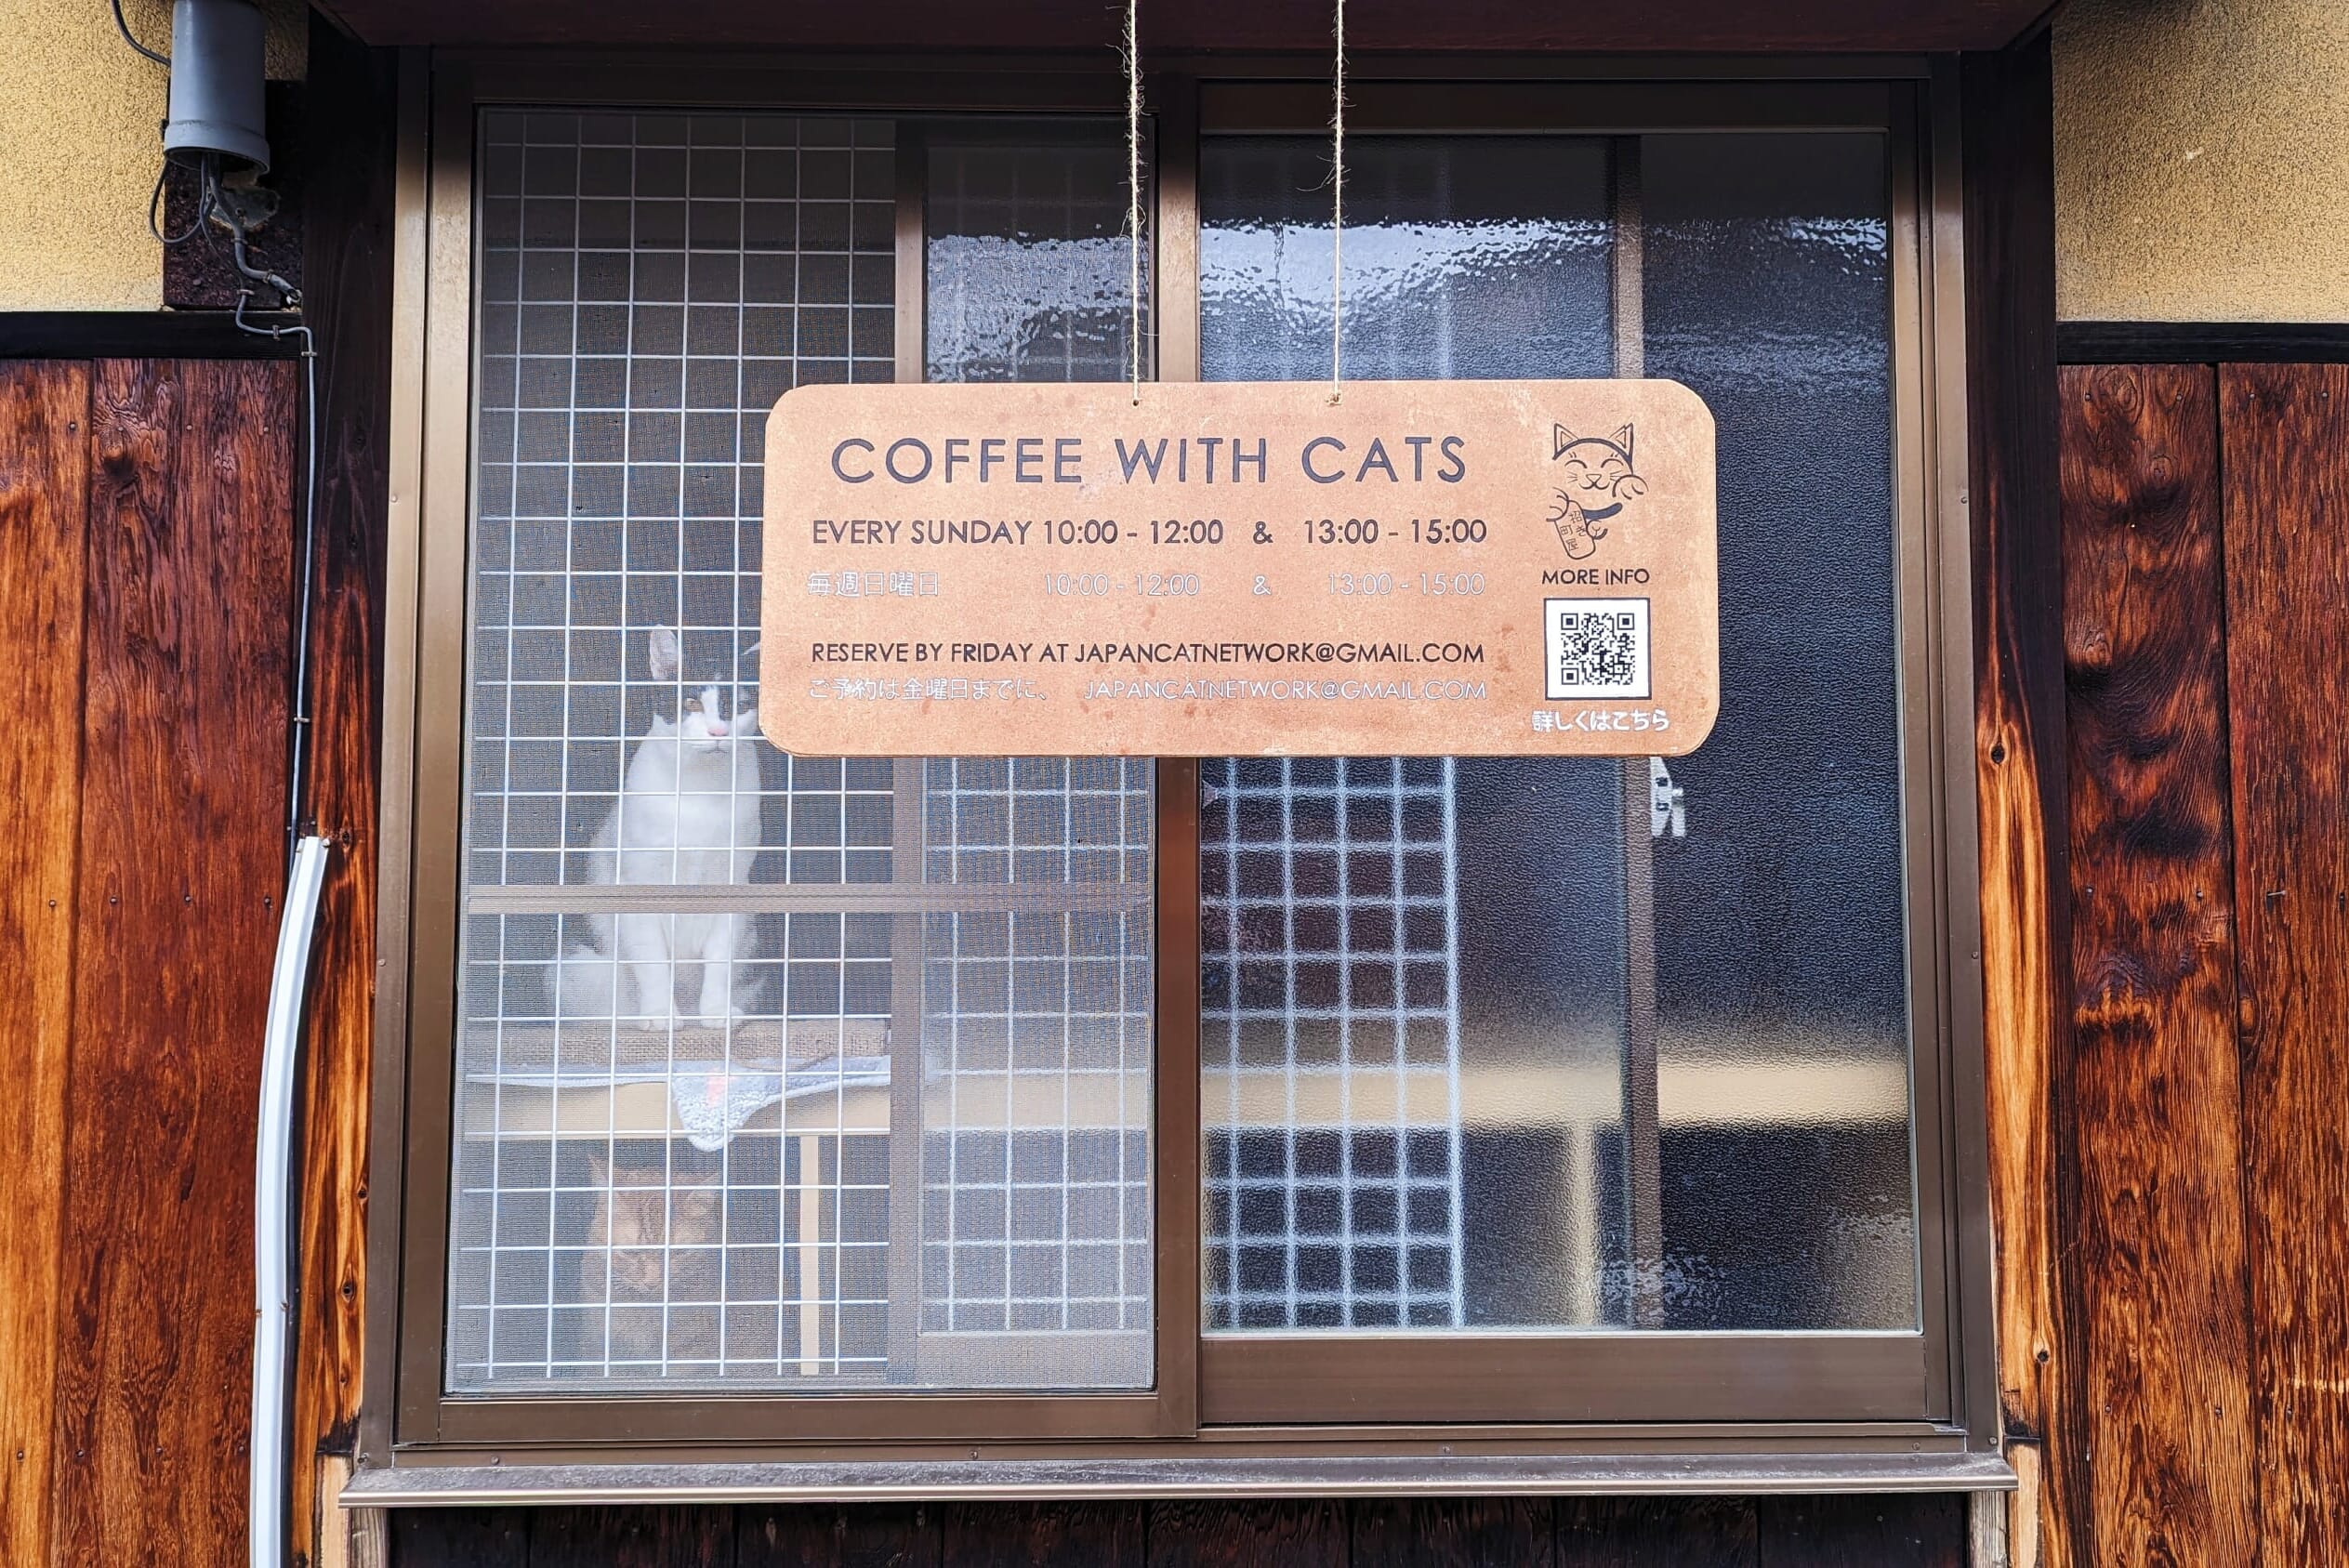 COFFEE WITH CATS
EVERY SUNDAY 10:00 - 12:00 & 13:00 - 15:00
毎週日曜日 10:00 - 12:00 & 13:00 - 15:00
RESERVE BY FRIDAY AT JAPANCATNETWORK@GMAIL.COM
ご予約は金曜日までに、 JAPANCATNETWORK@GMAIL.COM
MORE INFO
詳しくはこちら